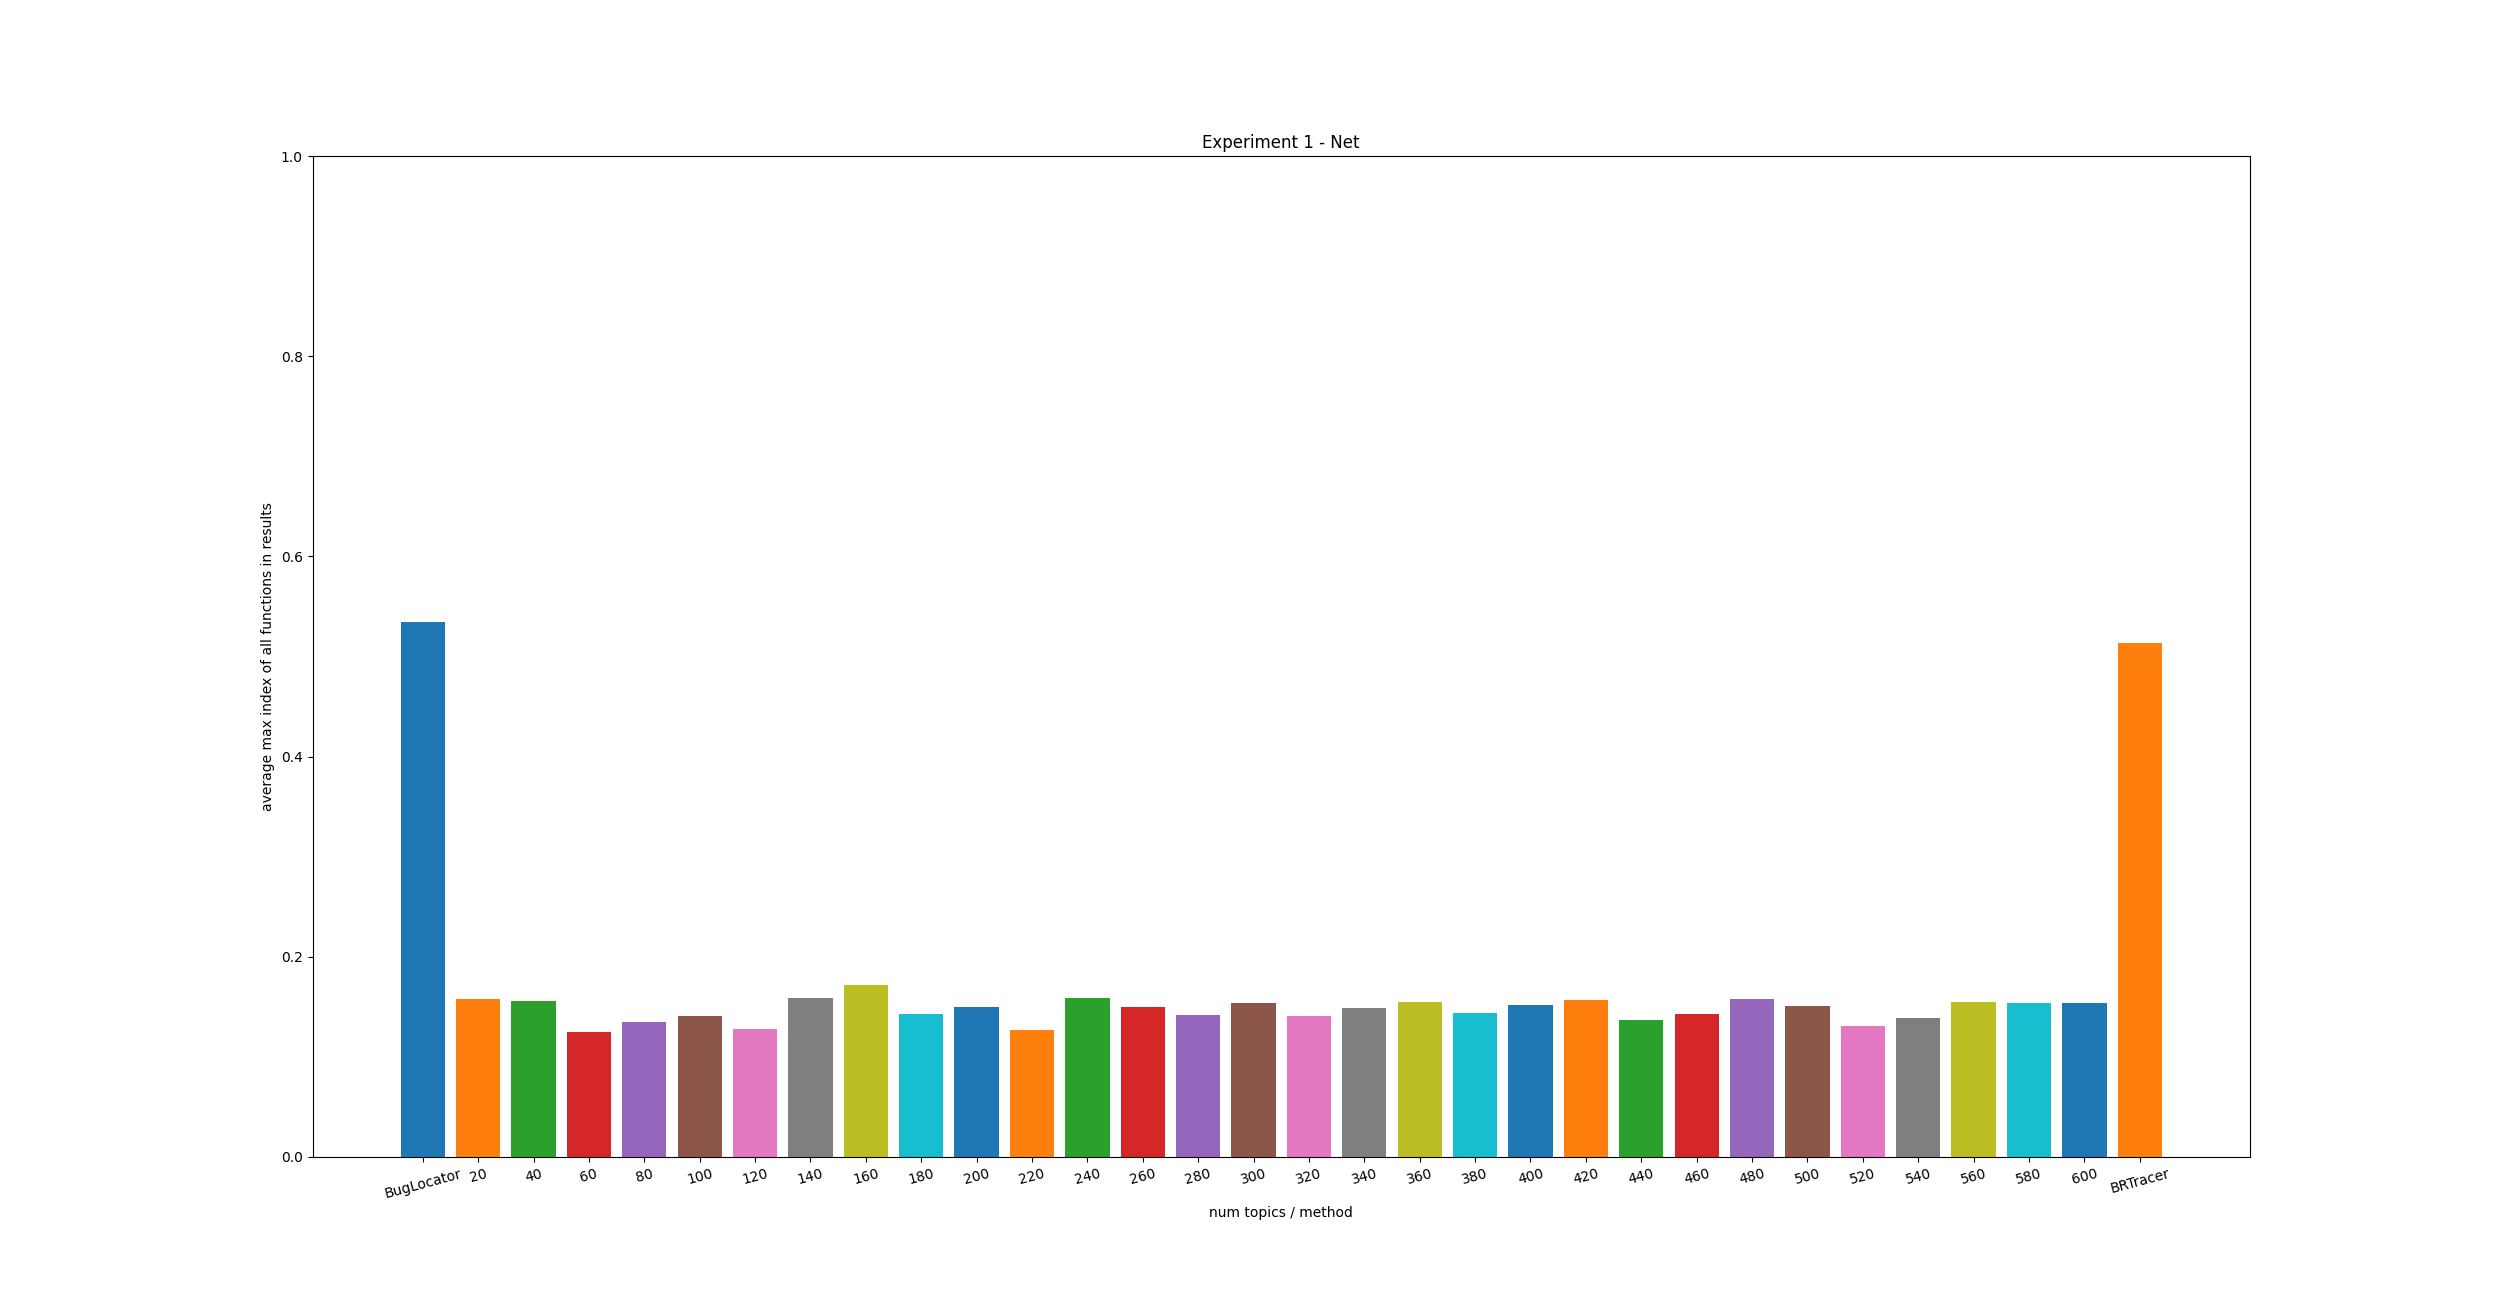 Experiment 1 - Net
1.0
0.8
0.6
0.4
0.2
0.0
average max index of all functions in results
BugLocator 20 40 60 80 100 120 140 160 180 200 220 240 260 280 300 320 340 360 380 400 420 440 460 480 500 520 540 560 580 600 BRTracer
num topics / method